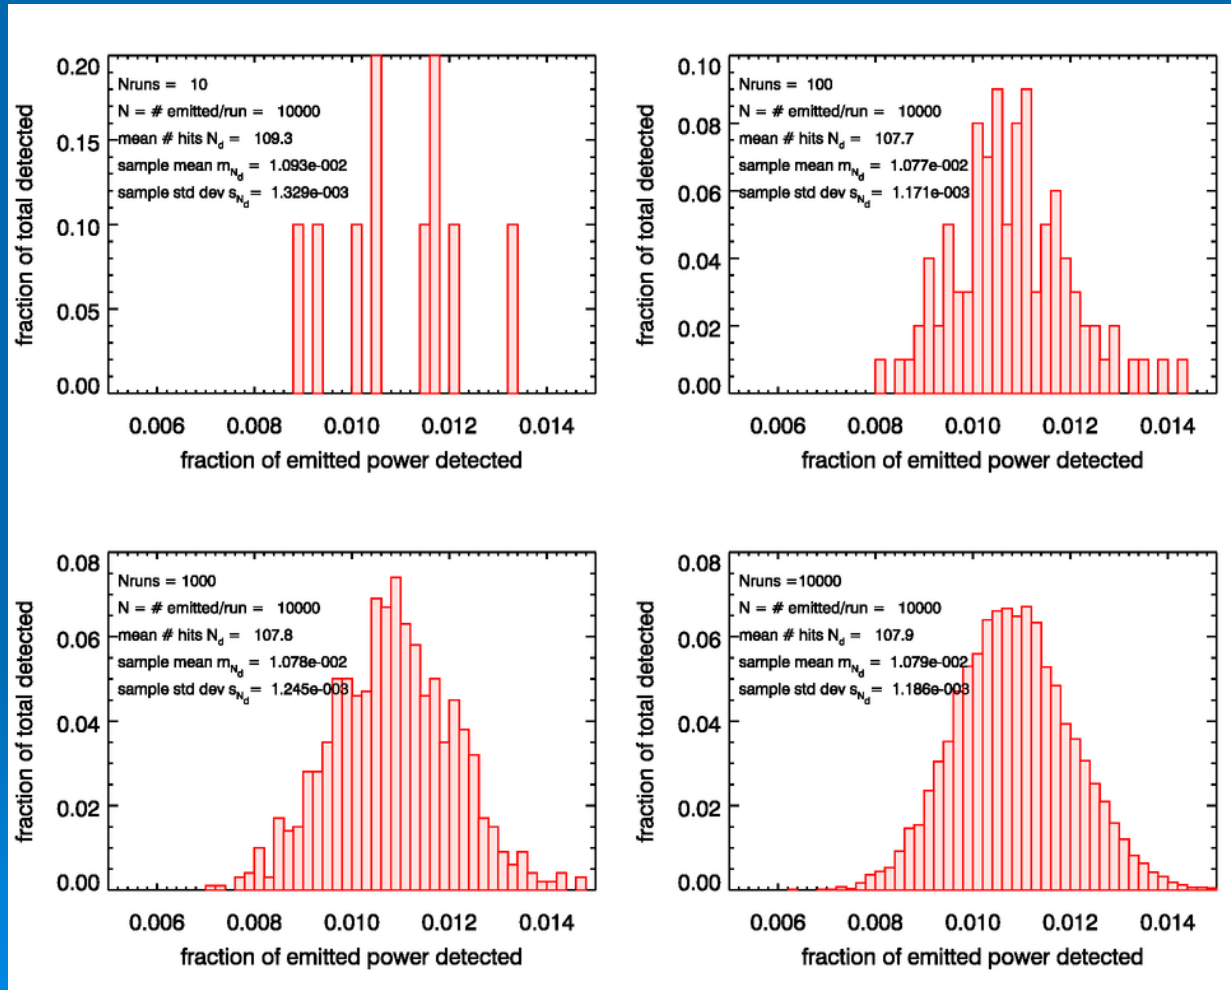 0.20
0.15
0.10
0.05
0.00
fraction of total detected
Nruns = 10
N = # emitted/run = 10000
mean # hits N_d = 109.3
sample mean m_N_d = 1.093e-002
sample std dev s_N_d = 1.329e-003
0.006 0.008 0.010 0.012 0.014
fraction of emitted power detected
0.10
0.08
0.06
0.04
0.02
0.00
fraction of total detected
Nruns = 100
N = # emitted/run = 10000
mean # hits N_d = 107.7
sample mean m_N_d = 1.077e-002
sample std dev s_N_d = 1.171e-003
0.006 0.008 0.010 0.012 0.014
fraction of emitted power detected
0.08
0.06
0.04
0.02
0.00
fraction of total detected
Nruns = 1000
N = # emitted/run = 10000
mean # hits N_d = 107.8
sample mean m_N_d = 1.078e-002
sample std dev s_N_d = 1.245e-003
0.006 0.008 0.010 0.012 0.014
fraction of emitted power detected
0.08
0.06
0.04
0.02
0.00
fraction of total detected
Nruns =10000
N = # emitted/run = 10000
mean # hits N_d = 107.9
sample mean m_N_d = 1.079e-002
sample std dev s_N_d = 1.186e-003
0.006 0.008 0.010 0.012 0.014
fraction of emitted power detected